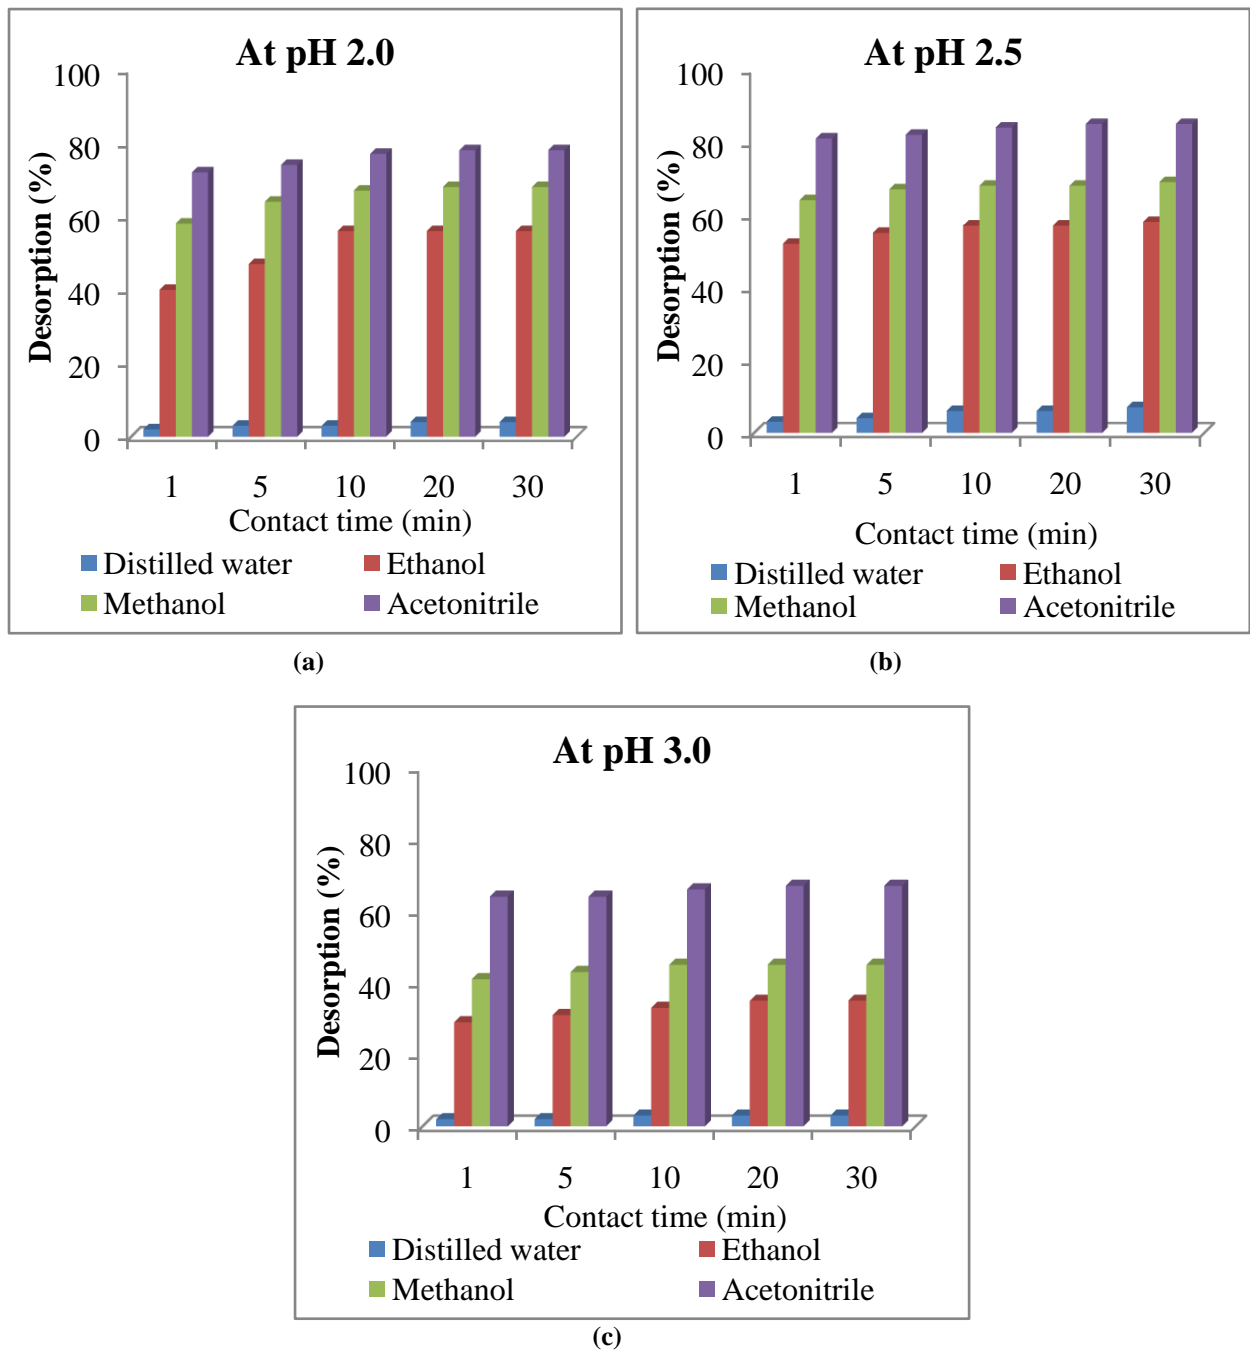 At pH 2.0
100
80
60
40
20
0
Desorption (%)
1 5 10 20 30
Contact time (min)
Distilled water Ethanol
Methanol Acetonitrile
(a)
At pH 2.5
100
80
60
40
20
0
Desorption (%)
1 5 10 20 30
Contact time (min)
Distilled water Ethanol
Methanol Acetonitrile
(b)
At pH 3.0
100
80
60
40
20
0
Desorption (%)
1 5 10 20 30
Contact time (min)
Distilled water Ethanol
Methanol Acetonitrile
(c)